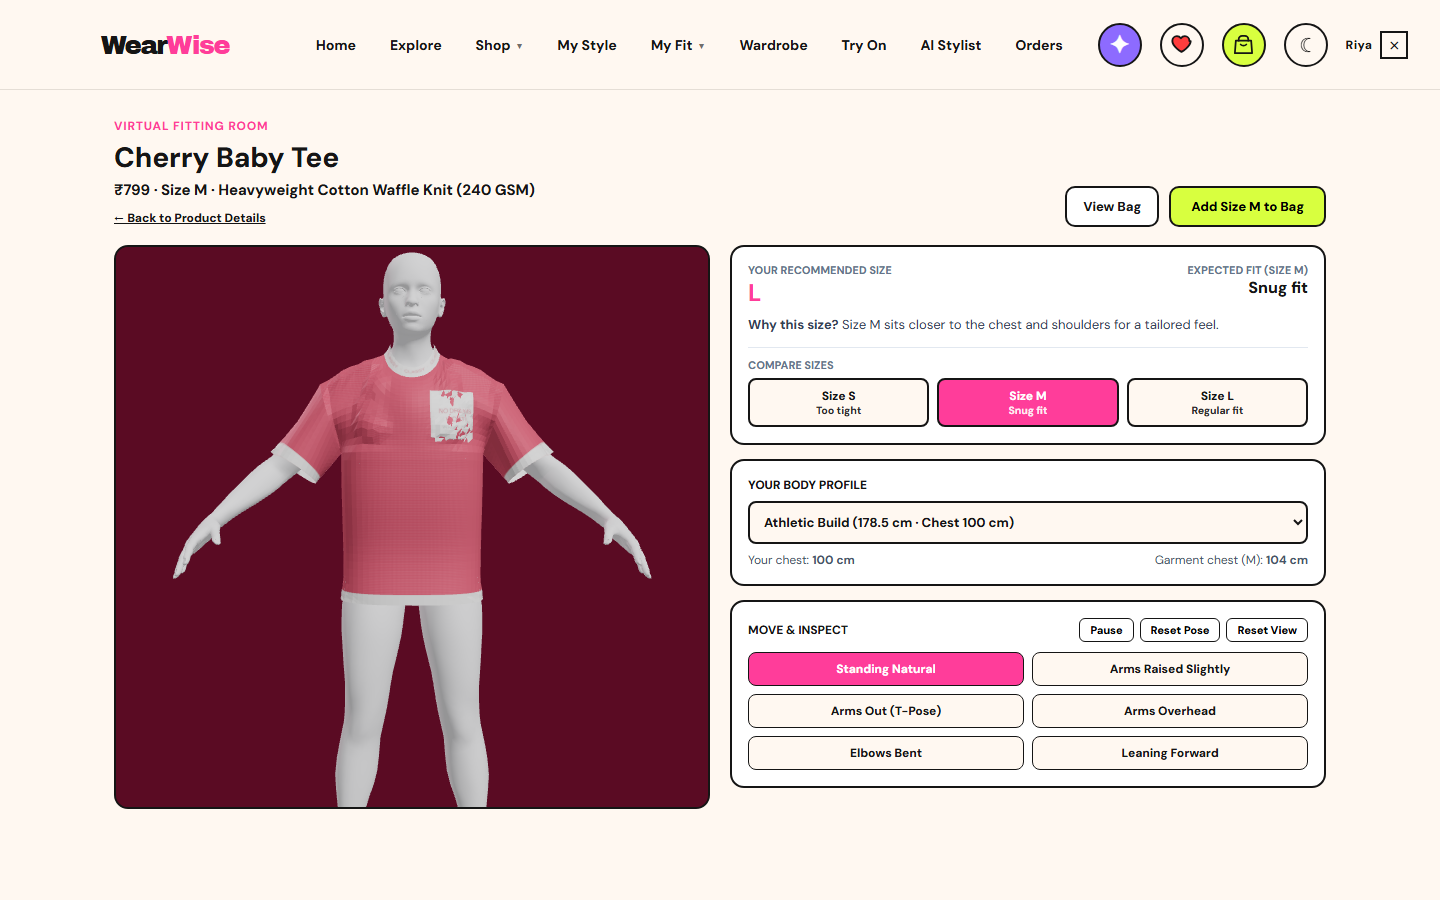 WearWise
Home Explore Shop ▼ My Style My Fit ▼ Wardrobe Try On AI Stylist Orders Riya ×
VIRTUAL FITTING ROOM
Cherry Baby Tee
₹799 · Size M · Heavyweight Cotton Waffle Knit (240 GSM)
← Back to Product Details
View Bag
Add Size M to Bag
YOUR RECOMMENDED SIZE
L
EXPECTED FIT (SIZE M)
Snug fit
Why this size? Size M sits closer to the chest and shoulders for a tailored feel.
COMPARE SIZES
Size S
Too tight
Size M
Snug fit
Size L
Regular fit
YOUR BODY PROFILE
Athletic Build (178.5 cm · Chest 100 cm)
Your chest: 100 cm
Garment chest (M): 104 cm
MOVE & INSPECT
Pause
Reset Pose
Reset View
Standing Natural
Arms Raised Slightly
Arms Out (T-Pose)
Arms Overhead
Elbows Bent
Leaning Forward